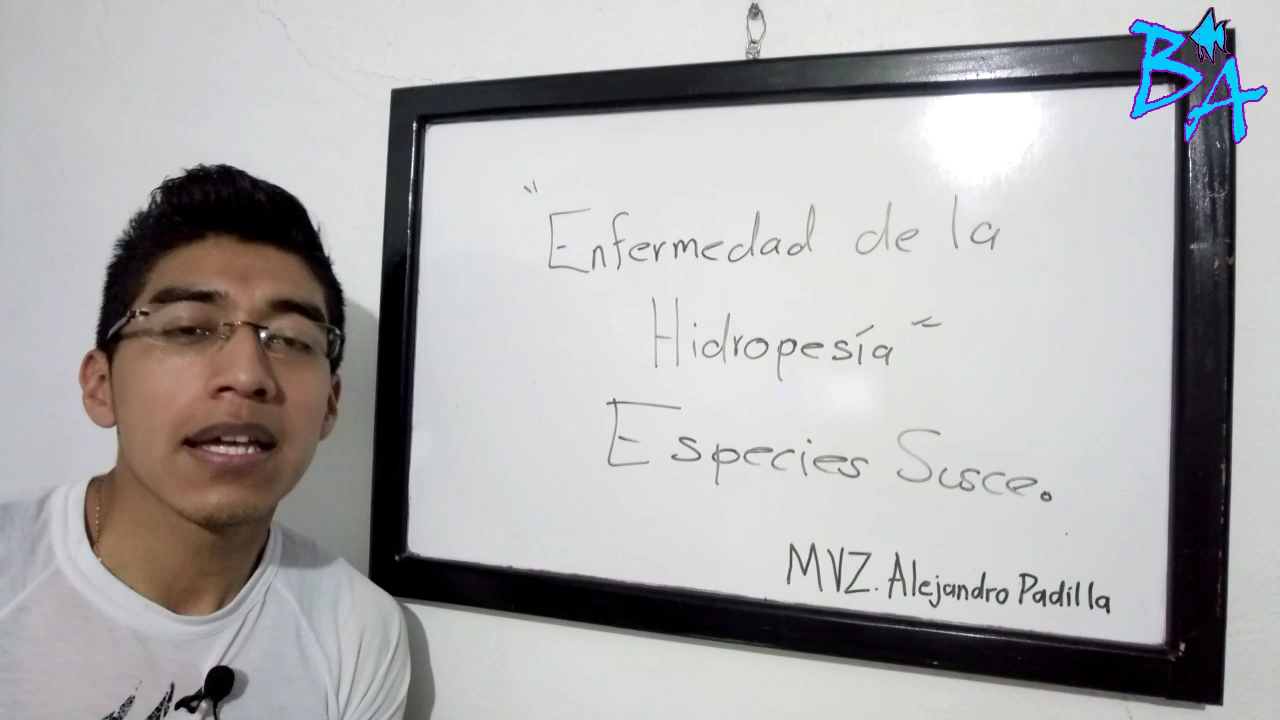 BA
"Enfermedad de la
Hidropesía"
Especies Susce.
MVZ. Alejandro Padilla